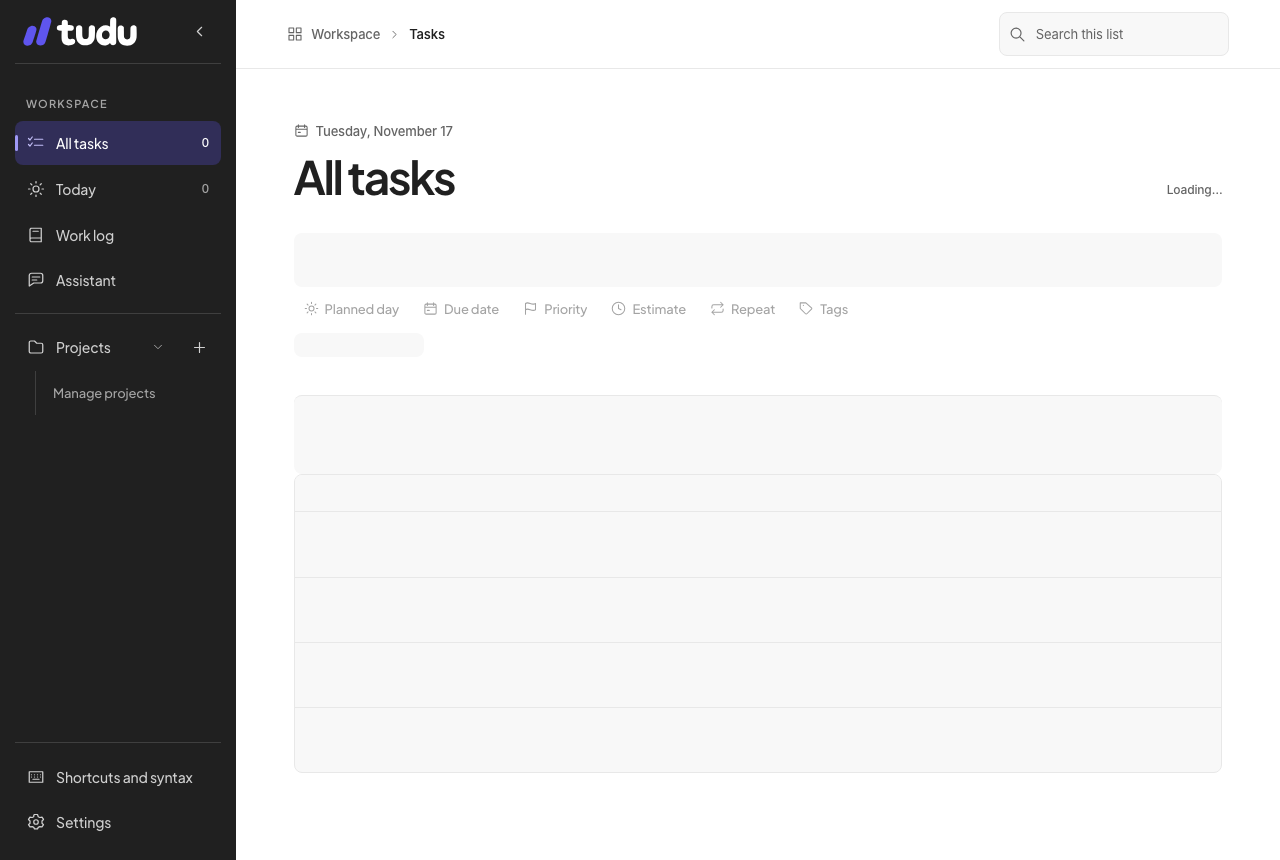 tudu
WORKSPACE
All tasks 0
Today 0
Work log
Assistant
Projects
Manage projects
Shortcuts and syntax
Settings
Workspace > Tasks
Search this list
Tuesday, November 17
All tasks
Loading...
Planned day Due date Priority Estimate Repeat Tags